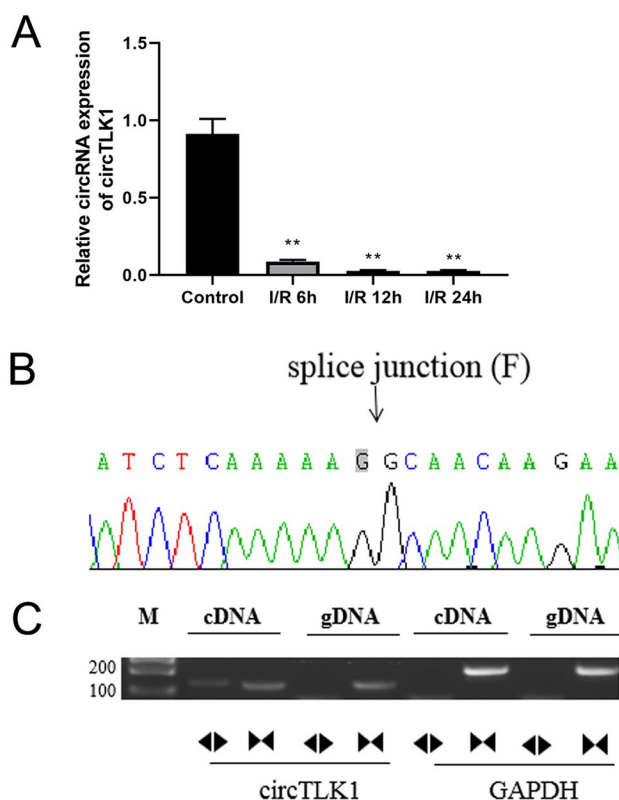 A
Relative circRNA expression
of circTLK1
1.5
1.0
0.5
0.0
**
**
**
Control I/R 6h I/R 12h I/R 24h
B
splice junction (F)
A T C T C A A A A A G G C A A C A A G A A
C
M cDNA gDNA cDNA gDNA
200
100
circTLK1 GAPDH